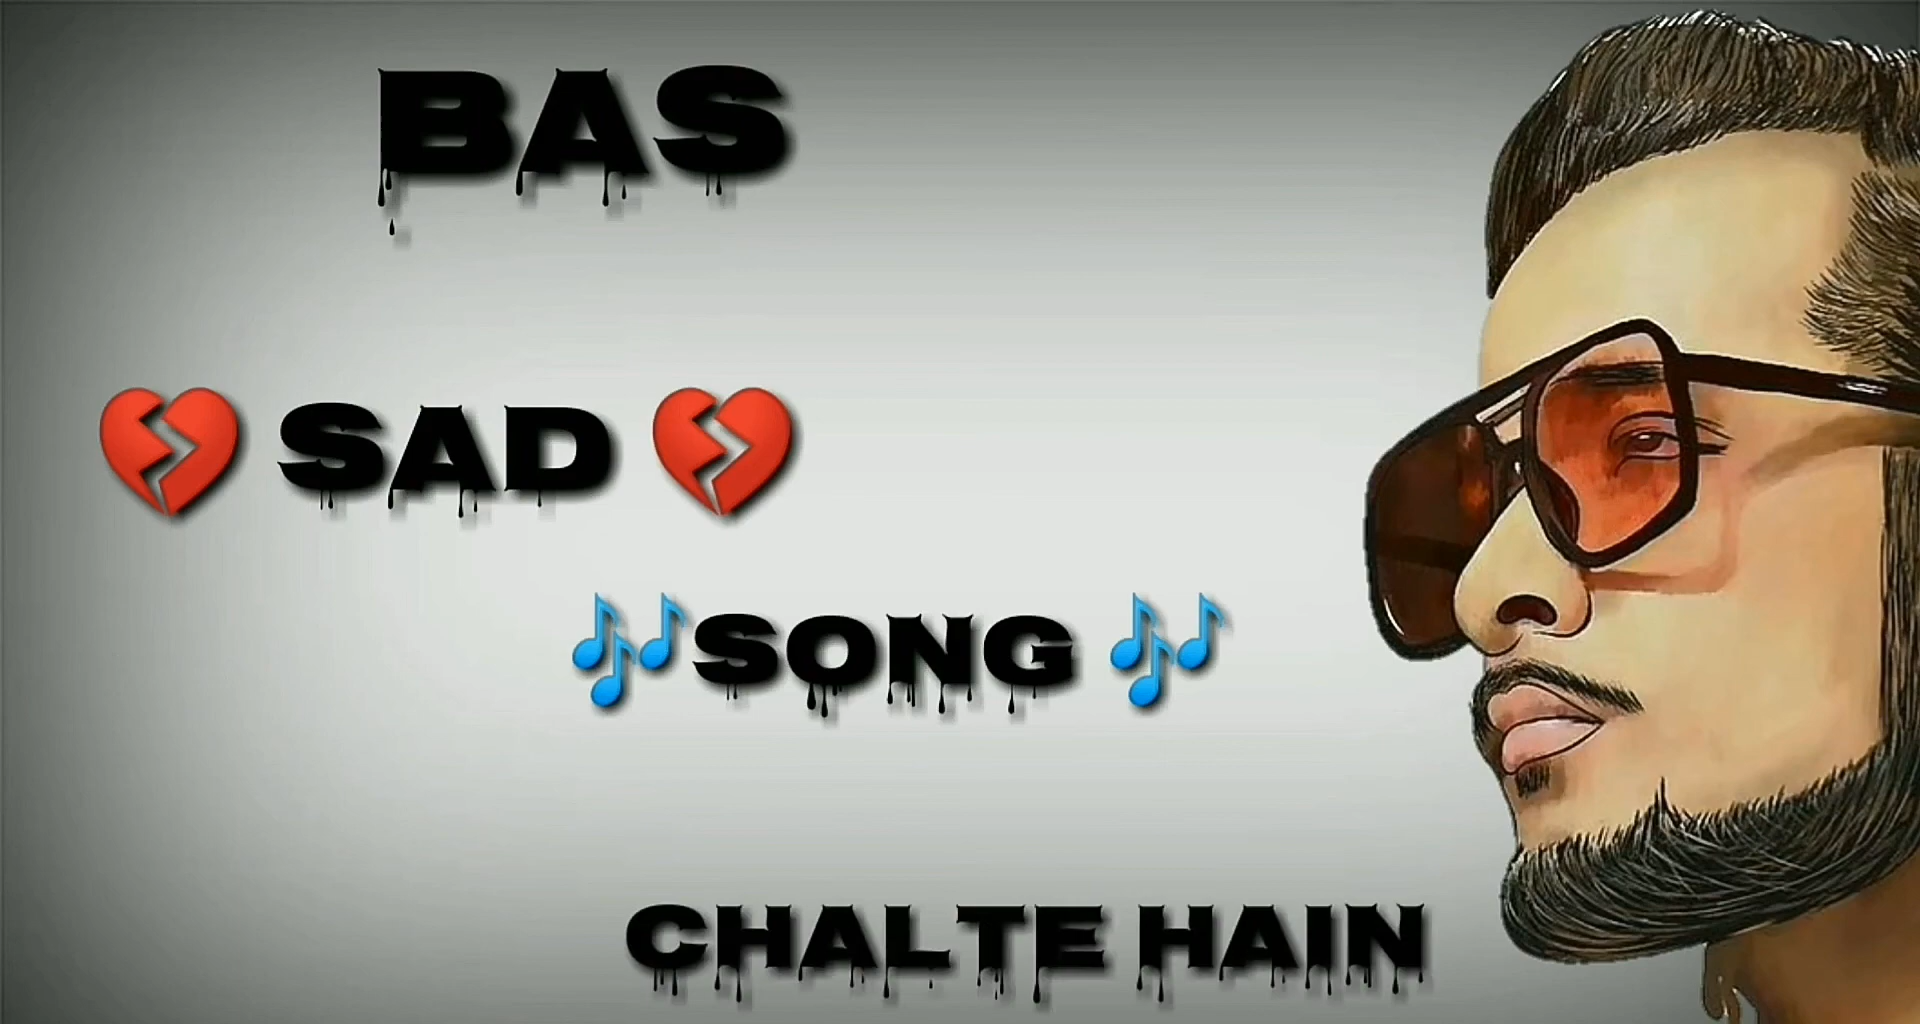 BAS
💔 SAD 💔
🎶SONG 🎶
CHALTE HAIN